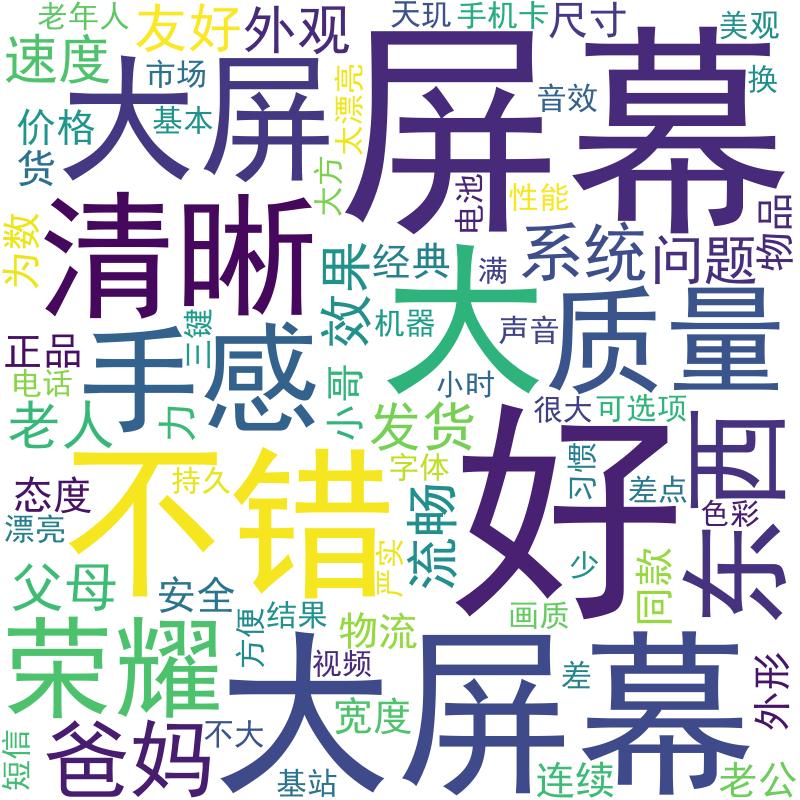 老年人
友好
外观
天玑
手机卡
尺寸
美观
速度
市场
大屏
太漂亮
屏幕
音效
换
价格
基本
货
大方
电池
性能
物品
为数
清晰
效果
经典
满
系统
问题
大
质量
机器
声音
正品
三键
手感
电话
小时
小哥
老人
力
发货
很大
可选项
东西
不错
好
字体
习惯
差点
态度
持久
色彩
漂亮
流畅
严实
少
同款
父母
安全
画质
方便
结果
物流
荣耀
大屏幕
视频
差
外形
宽度
爸妈
不大
短信
基站
连续
老公